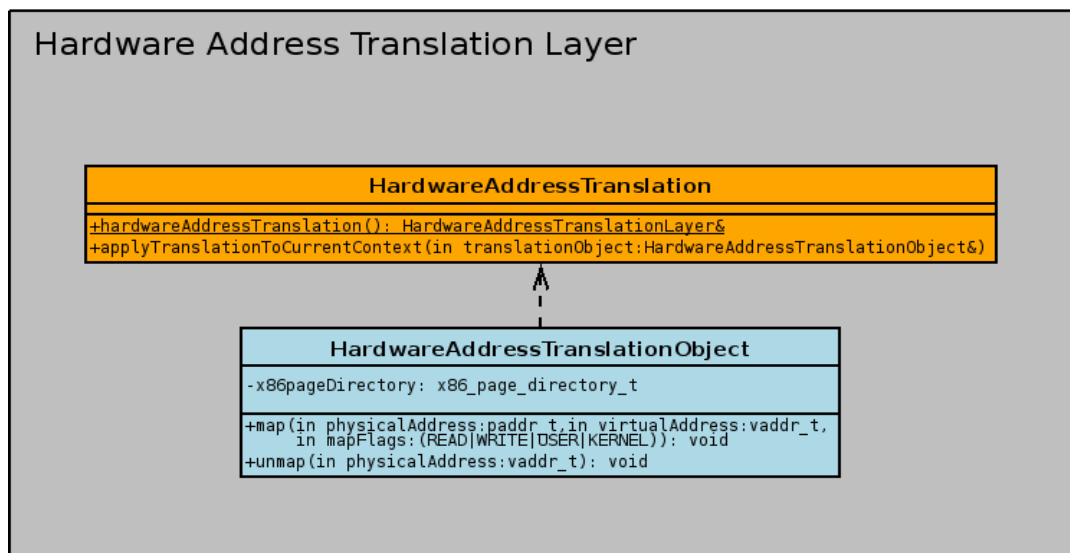 Hardware Address Translation Layer
HardwareAddressTranslation
+hardwareAddressTranslation(): HardwareAddressTranslationLayer&
+applyTranslationToCurrentContext(in translationObject:HardwareAddressTranslationObject&)
HardwareAddressTranslationObject
-x86pageDirectory: x86_page_directory_t
+map(in physicalAddress:paddr_t,in virtualAddress:vaddr_t,
in mapFlags:(READ|WRITE|USER|KERNEL)): void
+unmap(in physicalAddress:vaddr_t): void